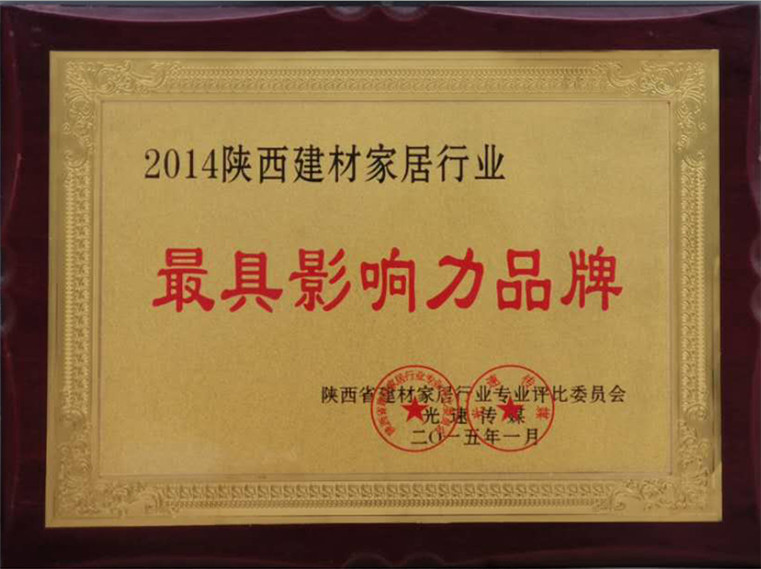 2014陕西建材家居行业
最具影响力品牌
陕西省建材家居行业专业评比委员会
光速传媒
二〇一五年一月